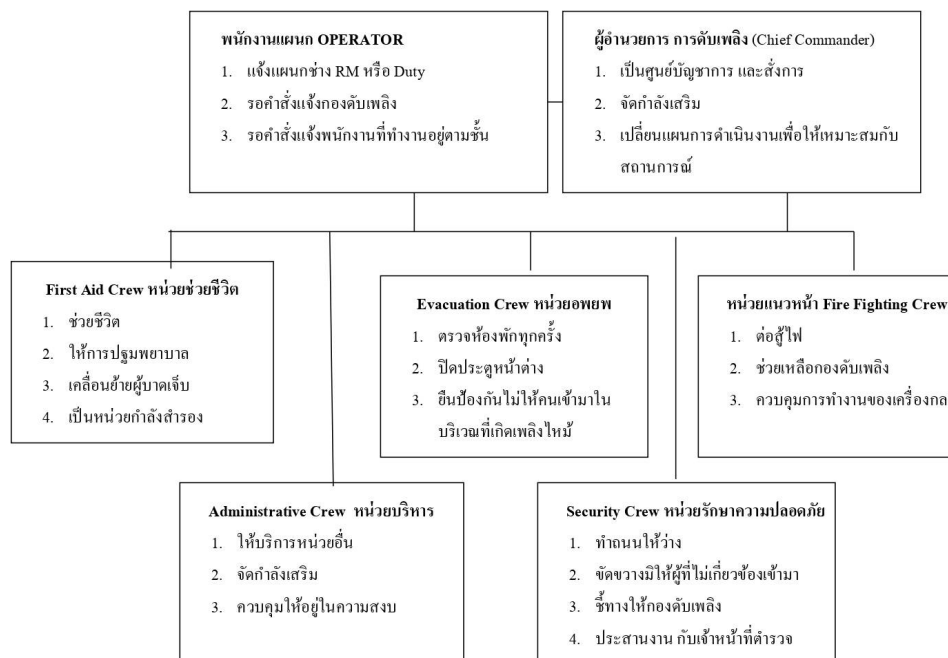 พนักงานแผนก OPERATOR
1. แจ้งแผนกช่าง RM หรือ Duty
2. รอคำสั่งแจ้งกองดับเพลิง
3. รอคำสั่งแจ้งพนักงานที่ทำงานอยู่ตามชั้น
ผู้อำนวยการ การดับเพลิง (Chief Commander)
1. เป็นศูนย์บัญชาการ และสั่งการ
2. จัดกำลังเสริม
3. เปลี่ยนแผนการดำเนินงานเพื่อให้เหมาะสมกับ
สถานการณ์
First Aid Crew หน่วยช่วยชีวิต
1. ช่วยชีวิต
2. ให้การปฐมพยาบาล
3. เคลื่อนย้ายผู้บาดเจ็บ
4. เป็นหน่วยกำลังสำรอง
Evacuation Crew หน่วยอพยพ
1. ตรวจห้องพักทุกครั้ง
2. ปิดประตูหน้าต่าง
3. ยืนป้องกันไม่ให้คนเข้ามาใน
บริเวณที่เกิดเพลิงไหม้
หน่วยแนวหน้า Fire Fighting Crew
1. ต่อสู้ไฟ
2. ช่วยเหลือกองดับเพลิง
3. ควบคุมการทำงานของเครื่องกล
Administrative Crew หน่วยบริหาร
1. ให้บริการหน่วยอื่น
2. จัดกำลังเสริม
3. ควบคุมให้อยู่ในความสงบ
Security Crew หน่วยรักษาความปลอดภัย
1. ทำถนนให้ว่าง
2. ขัดขวางมิให้ผู้ที่ไม่เกี่ยวข้องเข้ามา
3. ชี้ทางให้กองดับเพลิง
4. ประสานงาน กับเจ้าหน้าที่ตำรวจ